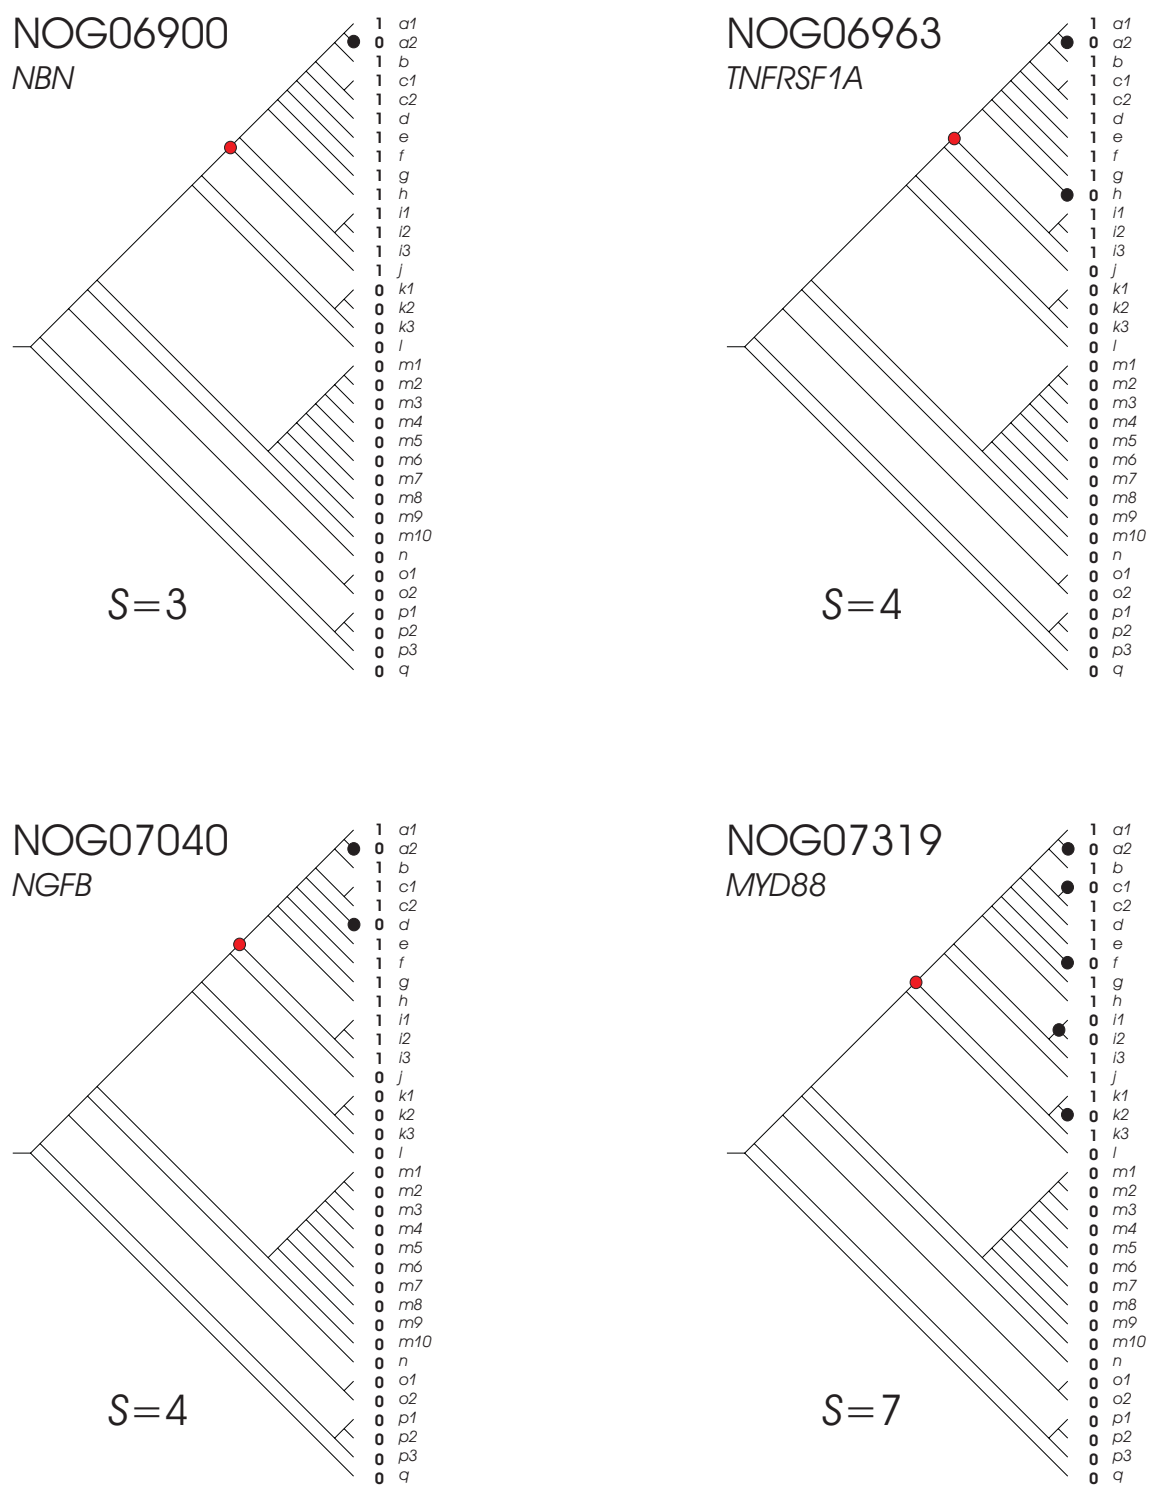 NOG06900
NBN
1 a1
0 a2
1 b
1 c1
1 c2
1 d
1 e
1 f
1 g
1 h
1 i1
1 i2
1 i3
1 j
0 k1
0 k2
0 k3
0 l
0 m1
0 m2
0 m3
0 m4
0 m5
0 m6
0 m7
0 m8
0 m9
0 m10
0 n
0 o1
0 o2
0 p1
0 p2
0 p3
0 q
S=3
NOG06963
TNFRSF1A
1 a1
0 a2
1 b
1 c1
1 c2
1 d
1 e
1 f
1 g
0 h
1 i1
1 i2
1 i3
0 j
0 k1
0 k2
0 k3
0 l
0 m1
0 m2
0 m3
0 m4
0 m5
0 m6
0 m7
0 m8
0 m9
0 m10
0 n
0 o1
0 o2
0 p1
0 p2
0 p3
0 q
S=4
NOG07040
NGFB
1 a1
0 a2
1 b
1 c1
1 c2
0 d
1 e
1 f
1 g
1 h
1 i1
1 i2
1 i3
0 j
0 k1
0 k2
0 k3
0 l
0 m1
0 m2
0 m3
0 m4
0 m5
0 m6
0 m7
0 m8
0 m9
0 m10
0 n
0 o1
0 o2
0 p1
0 p2
0 p3
0 q
S=4
NOG07319
MYD88
1 a1
0 a2
1 b
0 c1
1 c2
1 d
1 e
0 f
1 g
1 h
0 i1
0 i2
1 i3
1 j
1 k1
0 k2
1 k3
0 l
0 m1
0 m2
0 m3
0 m4
0 m5
0 m6
0 m7
0 m8
0 m9
0 m10
0 n
0 o1
0 o2
0 p1
0 p2
0 p3
0 q
S=7